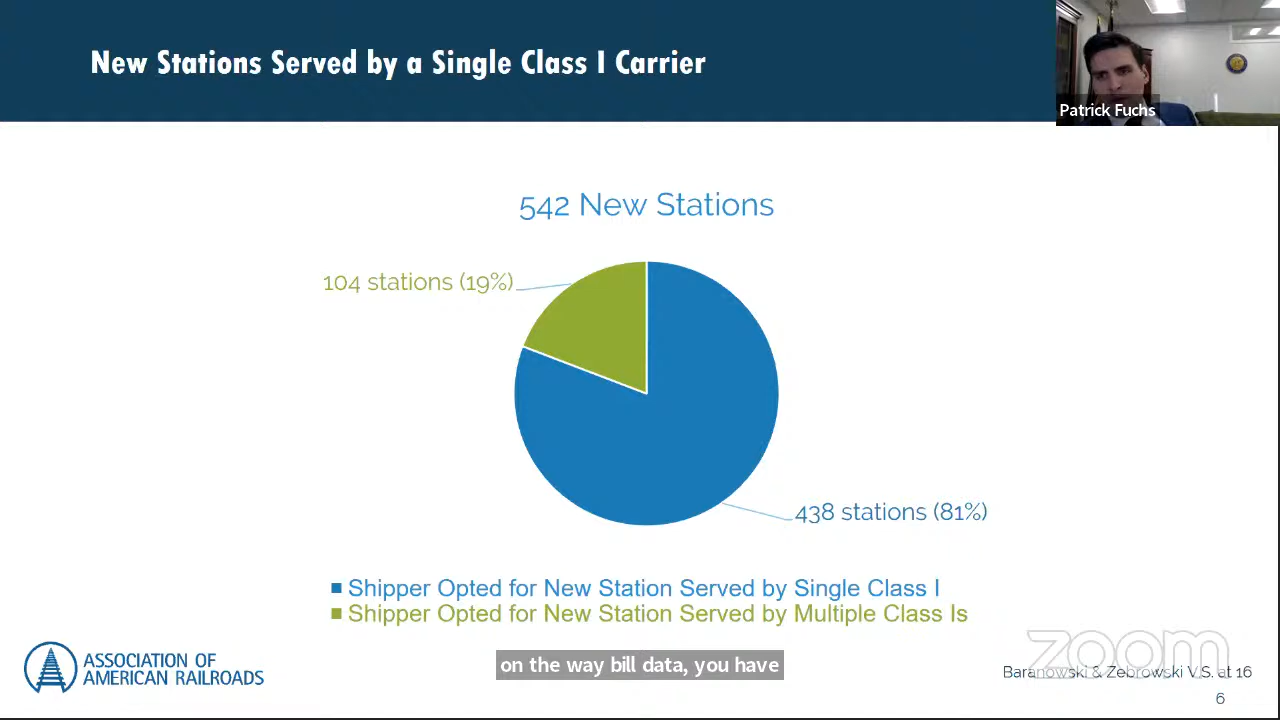 New Stations Served by a Single Class I Carrier
Patrick Fuchs
542 New Stations
104 stations (19%)
438 stations (81%)
Shipper Opted for New Station Served by Single Class I
Shipper Opted for New Station Served by Multiple Class Is
ASSOCIATION OF
AMERICAN RAILROADS
on the way bill data, you have
zoom
Baranowski & Zebrowski V.S. at 16
6